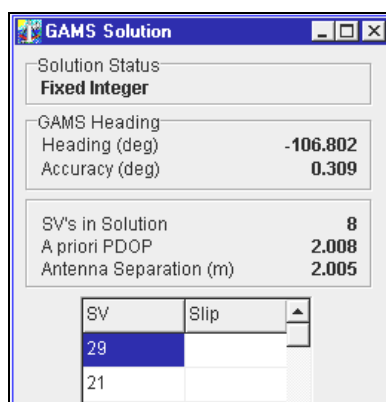 GAMS Solution
Solution Status
Fixed Integer
GAMS Heading
Heading (deg) -106.802
Accuracy (deg) 0.309
SV's in Solution 8
A priori PDOP 2.008
Antenna Separation (m) 2.005
SV Slip
29
21